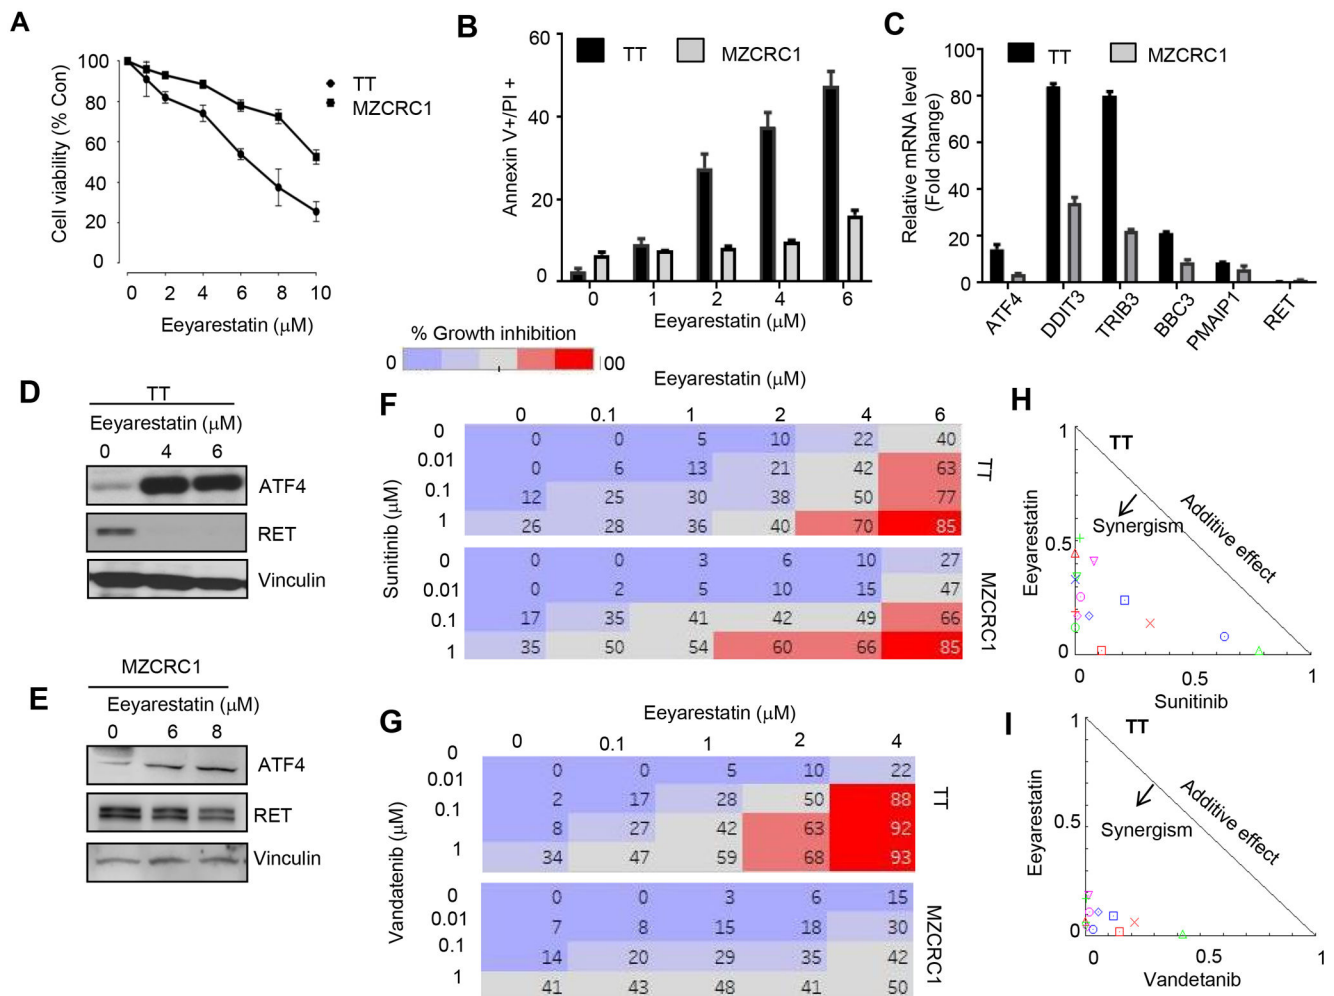 A
Cell viability (% Con)
100
80
60
40
20
0
0 2 4 6 8 10
Eeyarestatin (μM)
TT
MZCRC1
B
Annexin V+/PI +
60
40
20
0
TT MZCRC1
0 1 2 4 6
Eeyarestatin (μM)
C
Relative mRNA level
(Fold change)
100
80
60
40
20
0
TT MZCRC1
ATF4 DDIT3 TRIB3 BBC3 PMAIP1 RET
% Growth inhibition
0 100
D
TT
Eeyarestatin (μM)
0 4 6
ATF4
RET
Vinculin
E
MZCRC1
Eeyarestatin (μM)
0 6 8
ATF4
RET
Vinculin
F
Eeyarestatin (μM)
0 0.1 1 2 4 6
Sunitinib (μM)
0 0 0 5 10 22 40
0.01 0 6 13 21 42 63
0.1 12 25 30 38 50 77
1 26 28 36 40 70 85
TT
0 0 0 3 6 10 27
0.01 0 2 5 10 15 47
0.1 17 35 41 42 49 66
1 35 50 54 60 66 85
MZCRC1
G
Eeyarestatin (μM)
0 0.1 1 2 4
Vandatenib (μM)
0 0 0 5 10 22
0.01 2 17 28 50 88
0.1 8 27 42 63 92
1 34 47 59 68 93
TT
0 0 0 3 6 15
0.01 7 8 15 18 30
0.1 14 20 29 35 42
1 41 43 48 41 50
MZCRC1
H
TT
Eeyarestatin
1
0.5
0
Synergism
Additive effect
0 0.5 1
Sunitinib
I
TT
Eeyarestatin
1
0.5
0
Synergism
Additive effect
0 0.5 1
Vandetanib